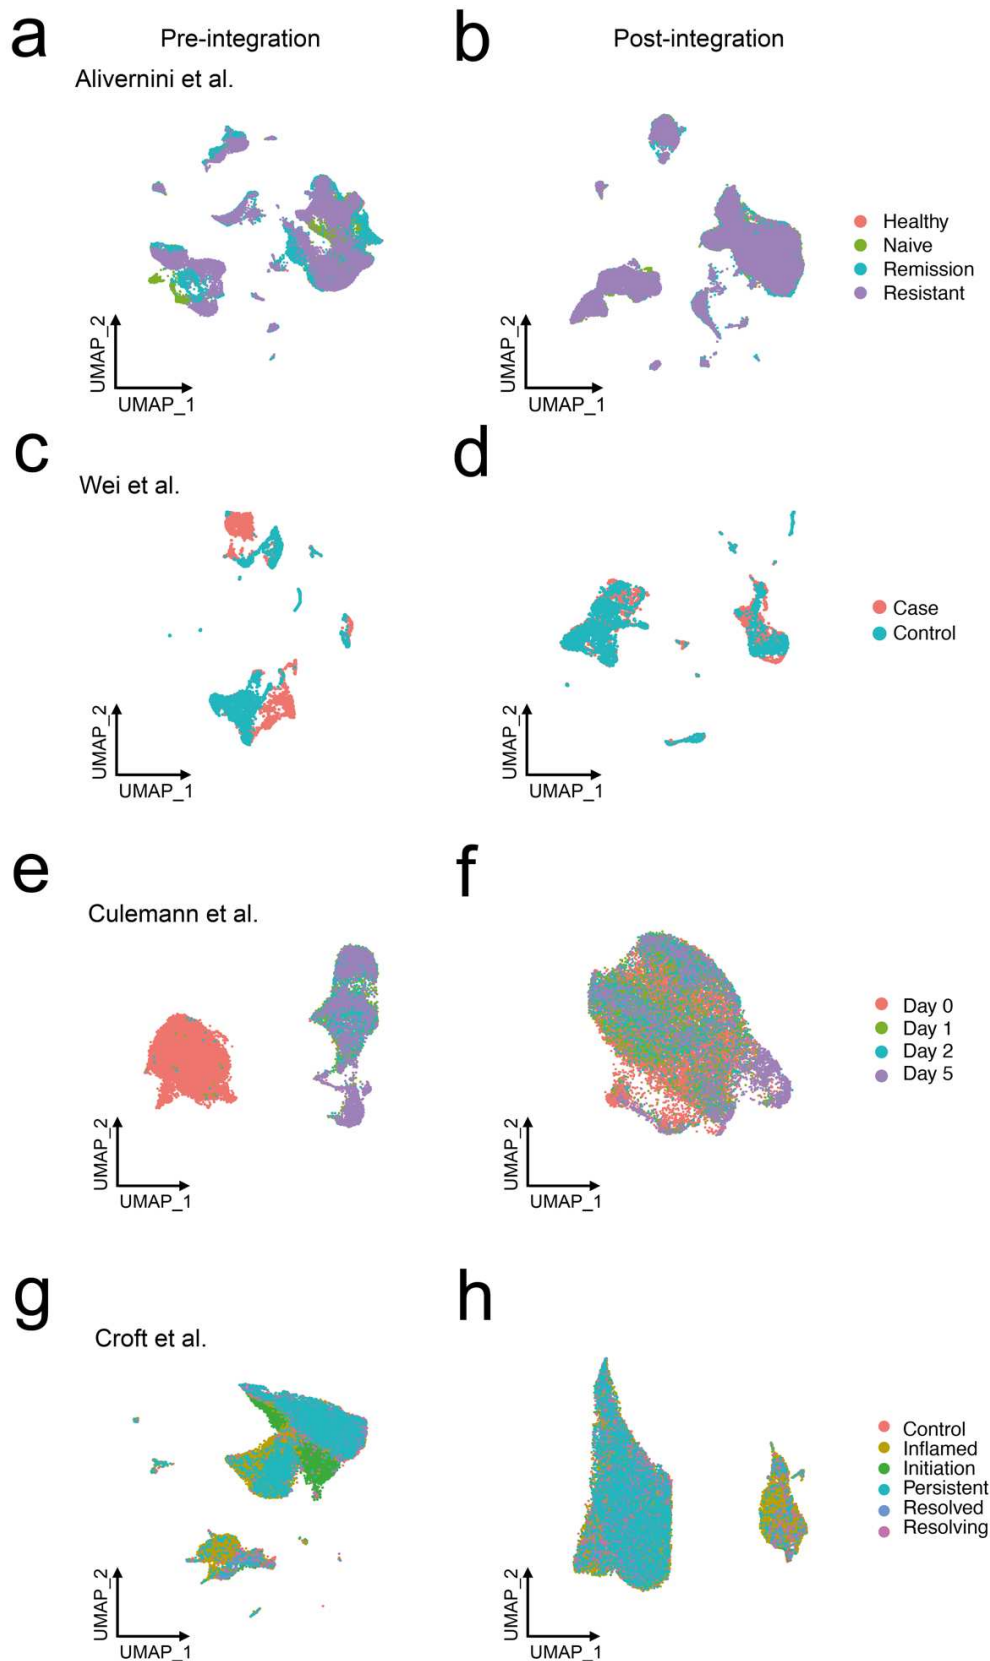 a
Pre-integration
b
Post-integration
Alivernini et al.
Healthy
Naive
Remission
Resistant
UMAP_2
UMAP_1
UMAP_2
UMAP_1
c
d
Wei et al.
Case
Control
UMAP_2
UMAP_1
UMAP_2
UMAP_1
e
f
Culemann et al.
Day 0
Day 1
Day 2
Day 5
UMAP_2
UMAP_1
UMAP_2
UMAP_1
g
h
Croft et al.
Control
Inflamed
Initiation
Persistent
Resolved
Resolving
UMAP_2
UMAP_1
UMAP_2
UMAP_1